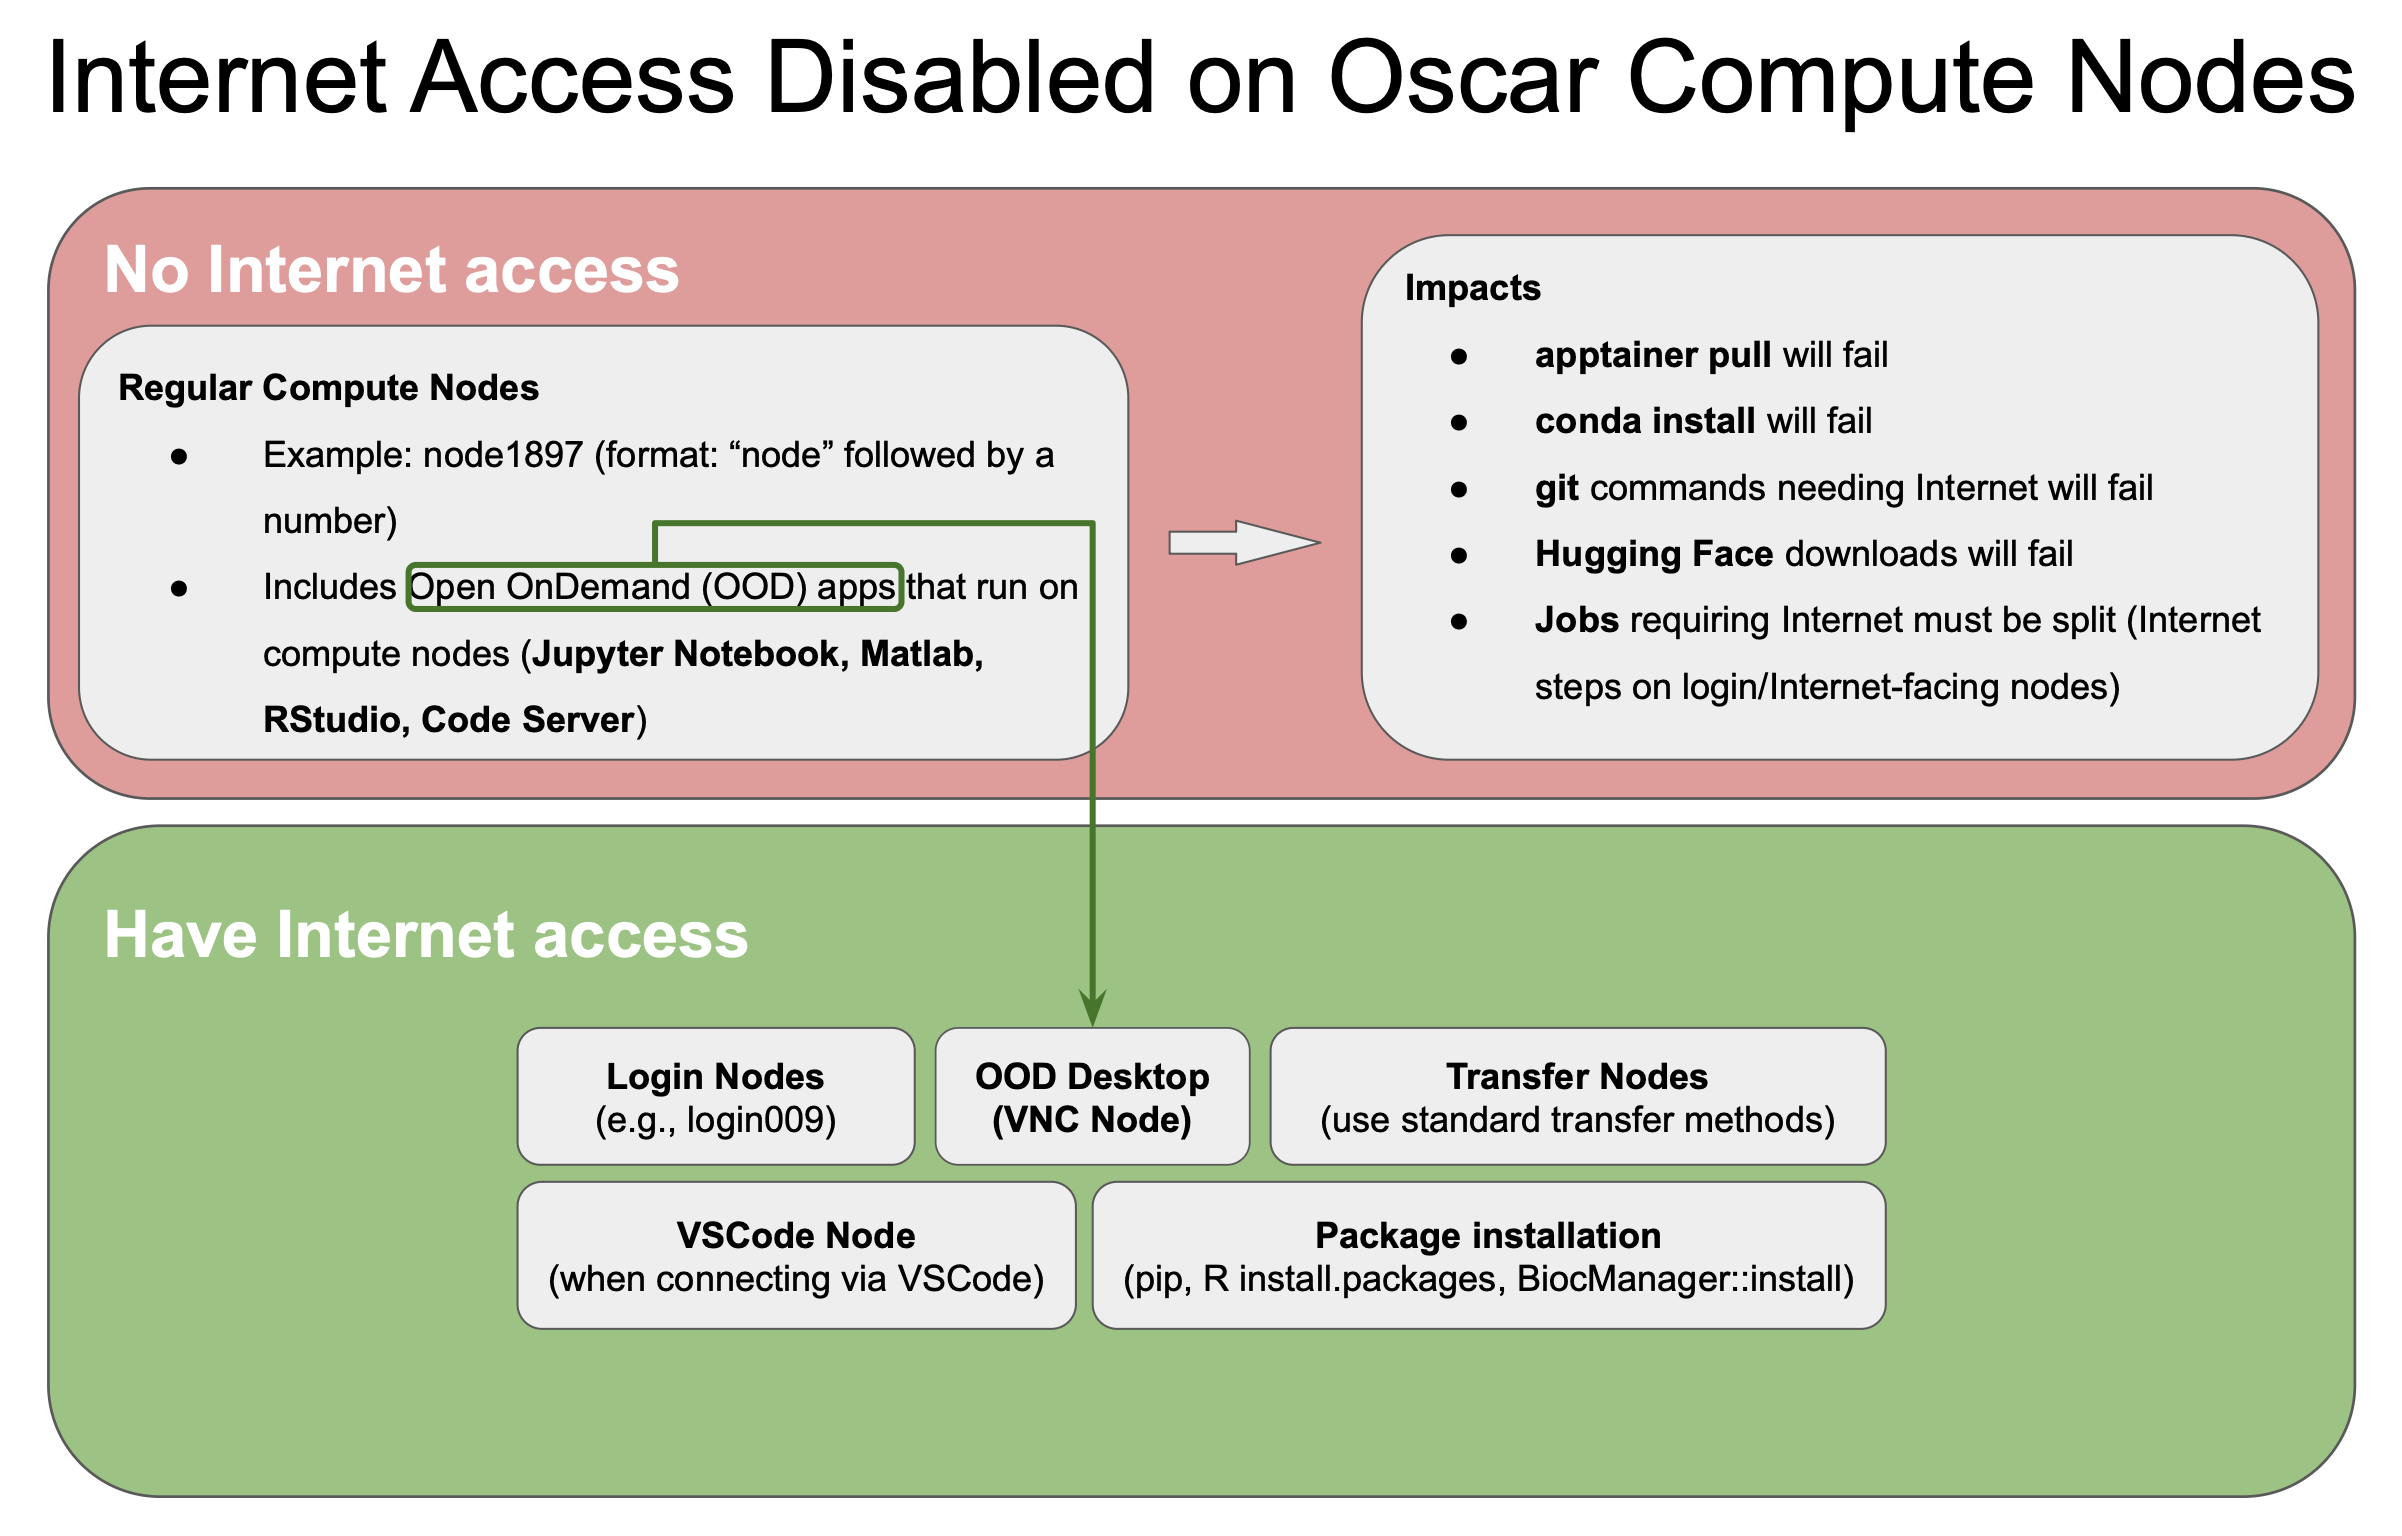 Internet Access Disabled on Oscar Compute Nodes
No Internet access
Regular Compute Nodes
● Example: node1897 (format: “node” followed by a
number)
● Includes Open OnDemand (OOD) apps that run on
compute nodes (Jupyter Notebook, Matlab,
RStudio, Code Server)
Impacts
● apptainer pull will fail
● conda install will fail
● git commands needing Internet will fail
● Hugging Face downloads will fail
● Jobs requiring Internet must be split (Internet
steps on login/Internet-facing nodes)
Have Internet access
Login Nodes
(e.g., login009)
OOD Desktop
(VNC Node)
Transfer Nodes
(use standard transfer methods)
VSCode Node
(when connecting via VSCode)
Package installation
(pip, R install.packages, BiocManager::install)